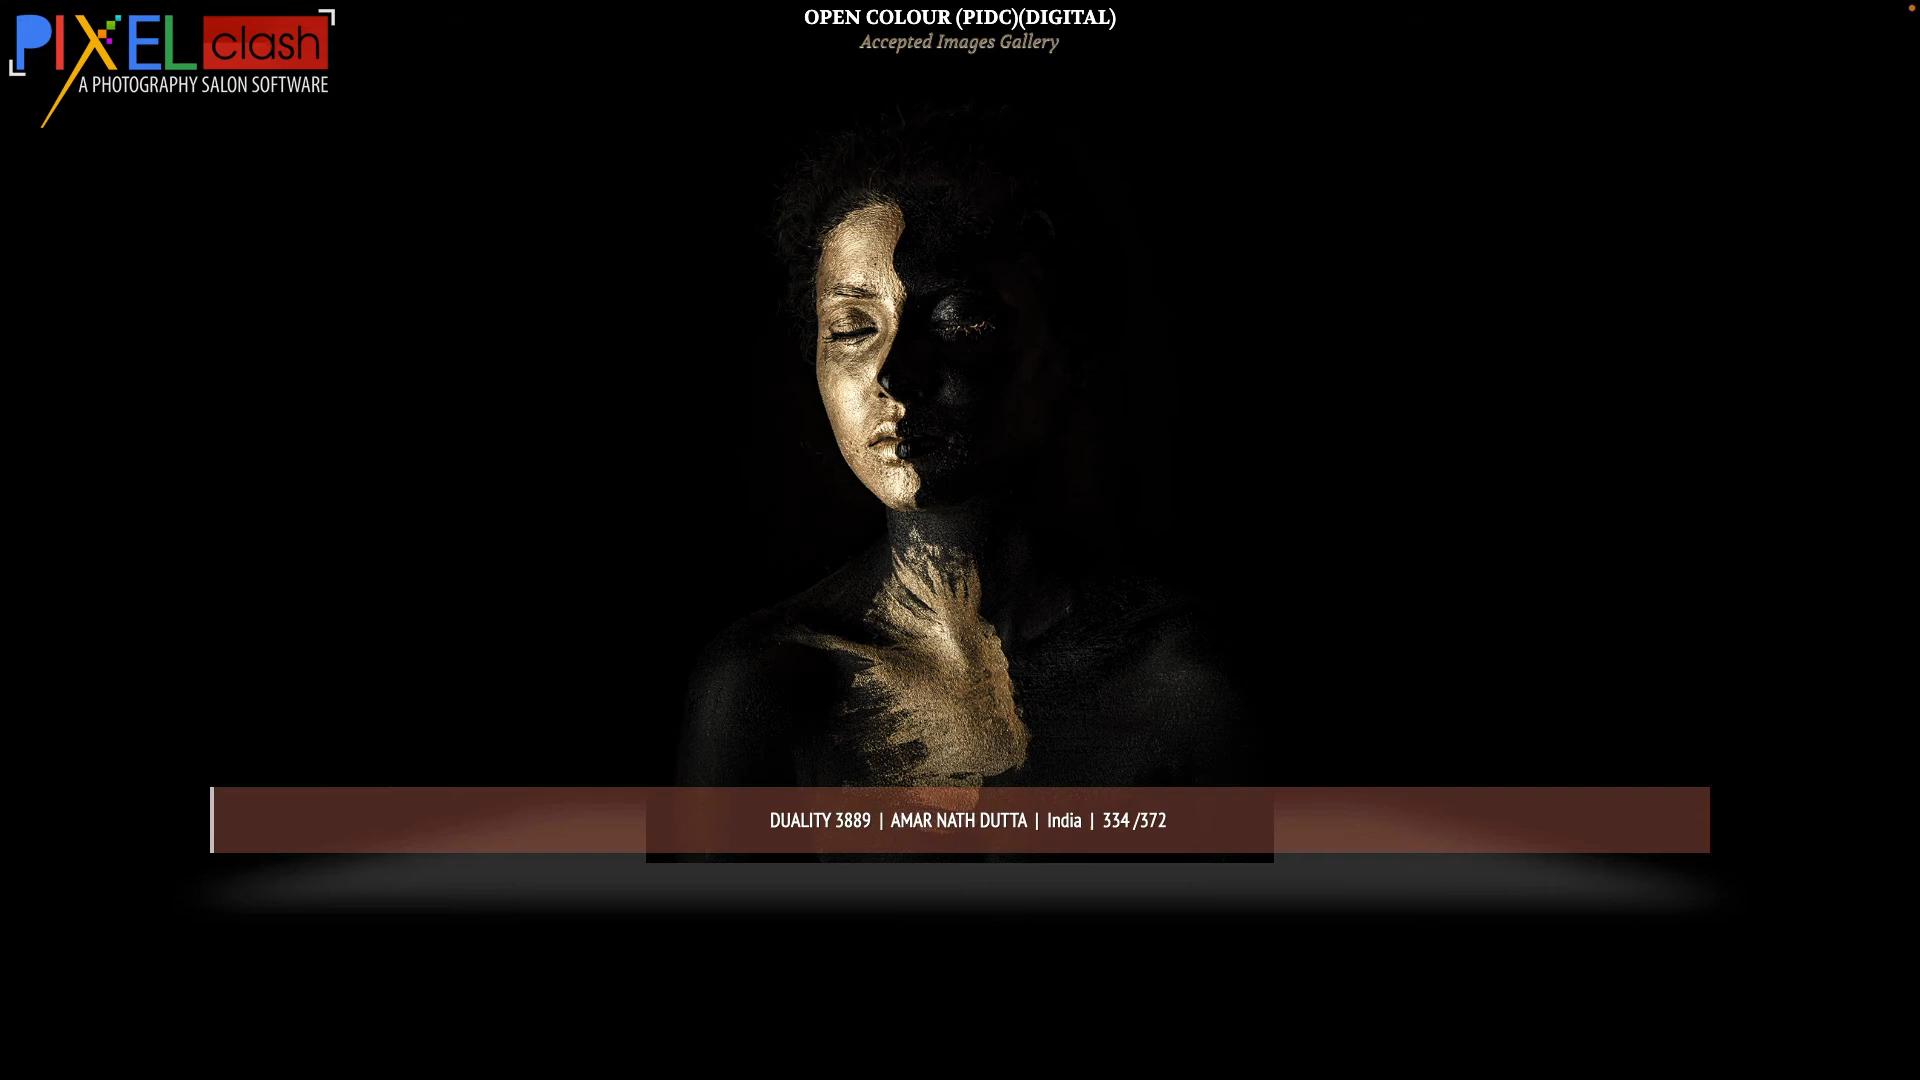 PIXEL clash
A PHOTOGRAPHY SALON SOFTWARE
OPEN COLOUR (PIDC)(DIGITAL)
Accepted Images Gallery
DUALITY 3889 | AMAR NATH DUTTA | India | 334 /372